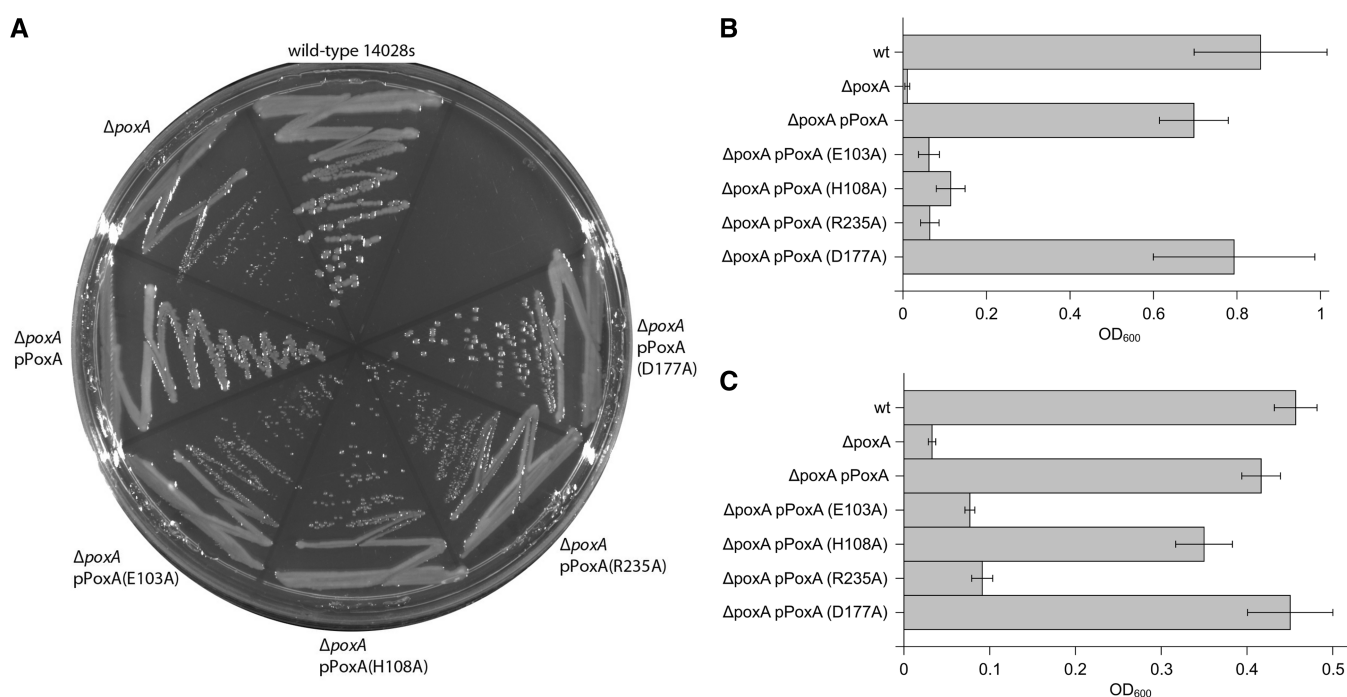 A
wild-type 14028s
ΔpoxA
ΔpoxA
pPoxA
ΔpoxA
pPoxA
(D177A)
ΔpoxA
pPoxA(E103A)
ΔpoxA
pPoxA(R235A)
ΔpoxA
pPoxA(H108A)
B
wt
ΔpoxA
ΔpoxA pPoxA
ΔpoxA pPoxA (E103A)
ΔpoxA pPoxA (H108A)
ΔpoxA pPoxA (R235A)
ΔpoxA pPoxA (D177A)
0 0.2 0.4 0.6 0.8 1
OD600
C
wt
ΔpoxA
ΔpoxA pPoxA
ΔpoxA pPoxA (E103A)
ΔpoxA pPoxA (H108A)
ΔpoxA pPoxA (R235A)
ΔpoxA pPoxA (D177A)
0 0.1 0.2 0.3 0.4 0.5
OD600